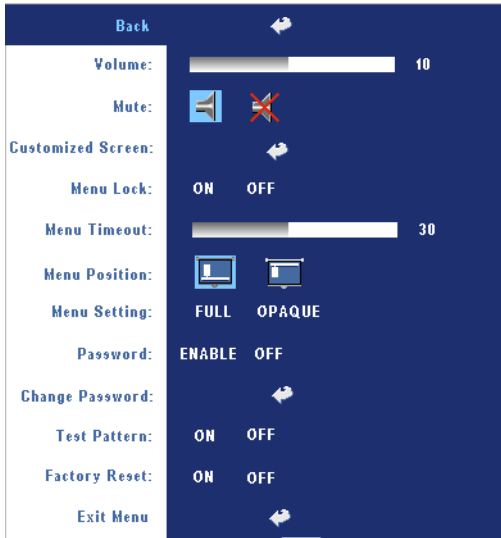 Back
Volume: 10
Mute:
Customized Screen:
Menu Lock: ON OFF
Menu Timeout: 30
Menu Position:
Menu Setting: FULL OPAQUE
Password: ENABLE OFF
Change Password:
Test Pattern: ON OFF
Factory Reset: ON OFF
Exit Menu